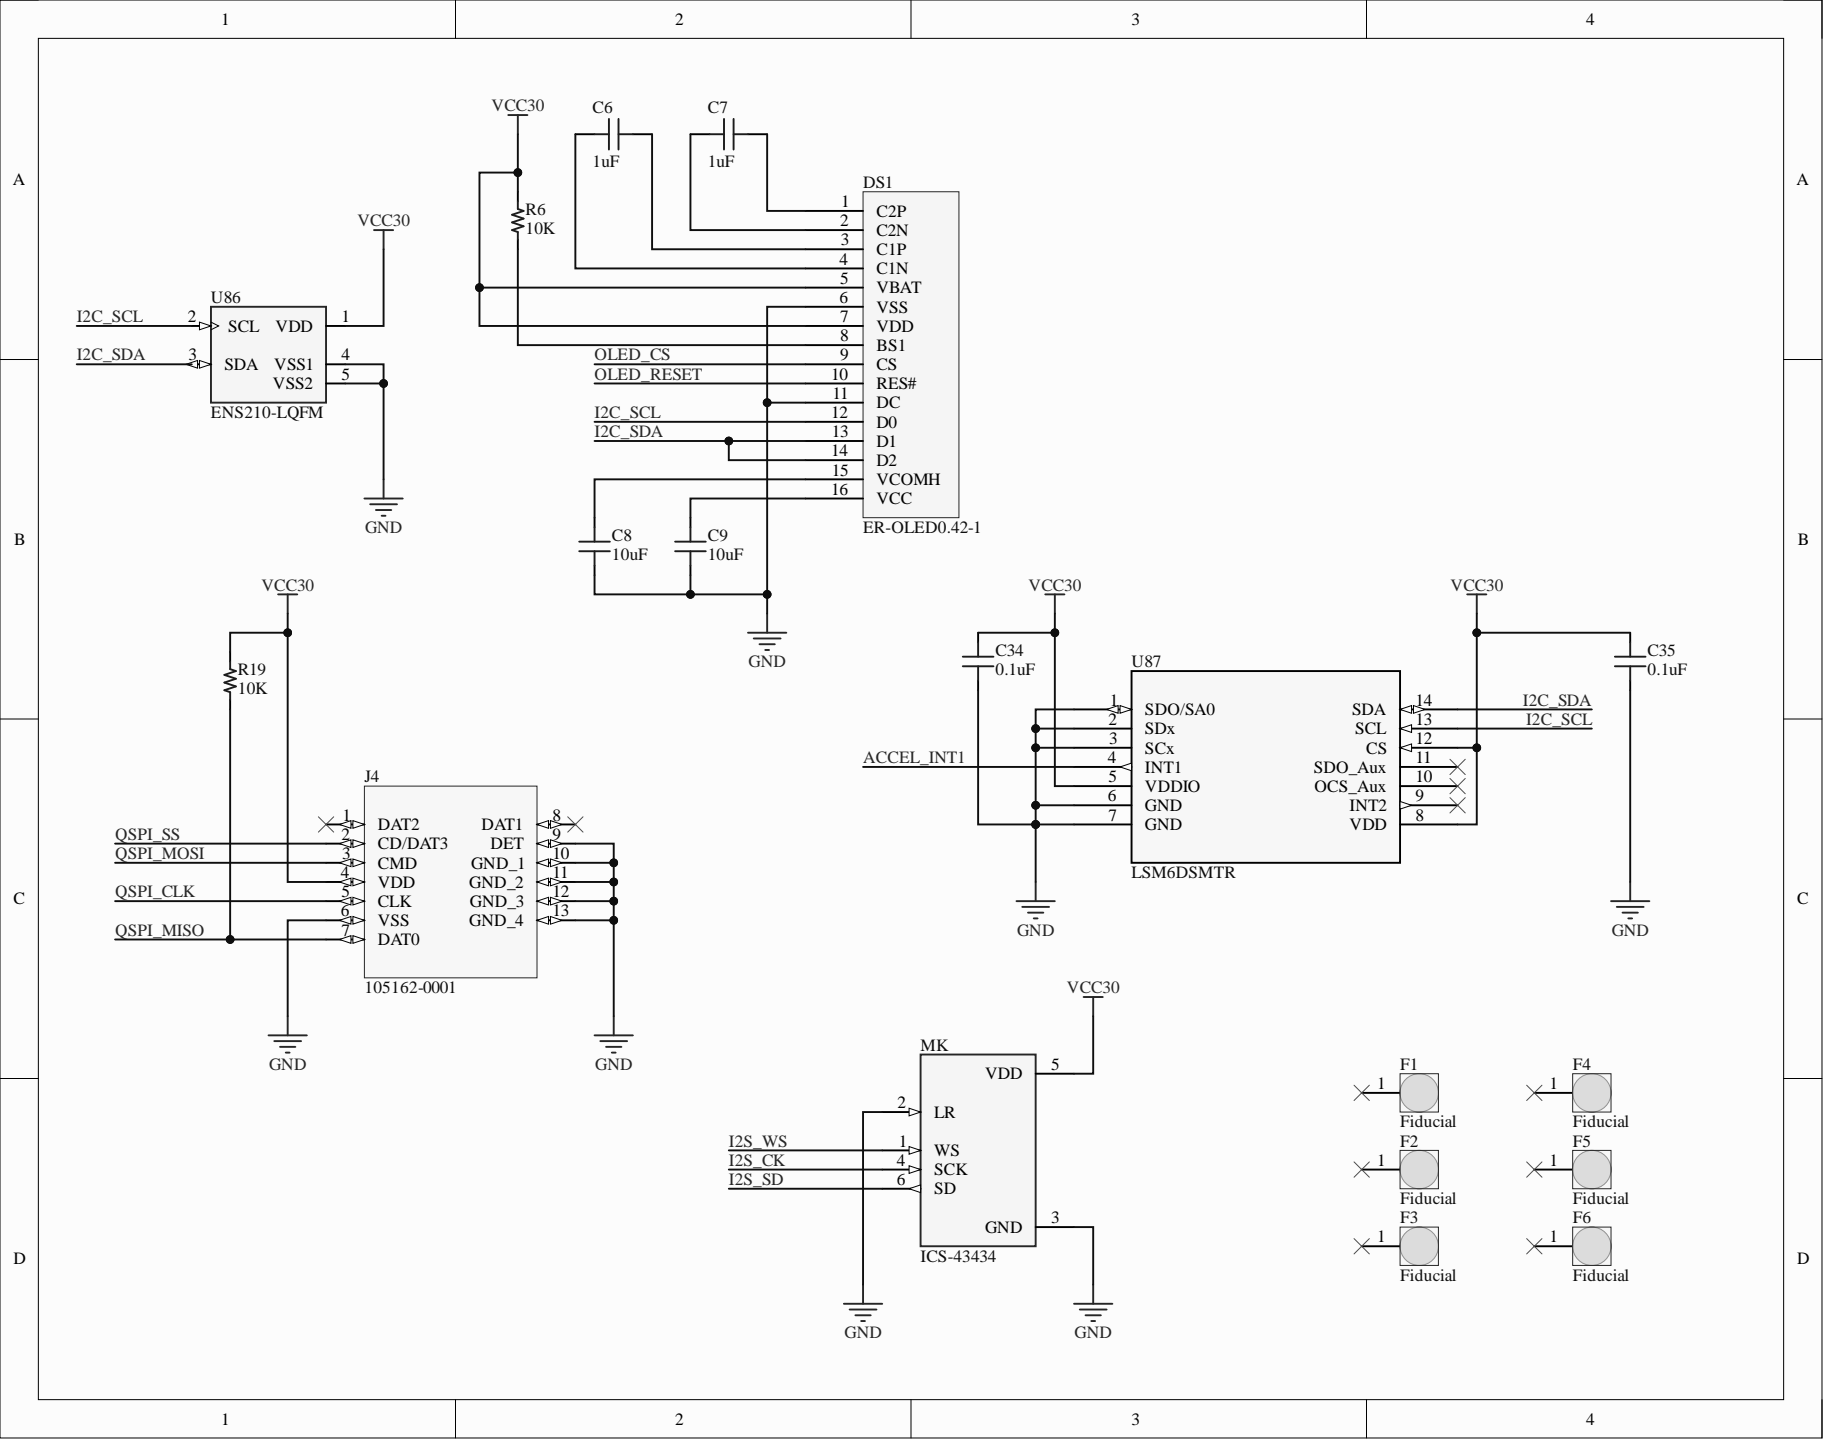 1 2 3 4
A A
B B
C C
D D
1 2 3 4
VCC30
C6
1uF
C7
1uF
R6
10K
DS1
1 C2P
2 C2N
3 C1P
4 C1N
5 VBAT
6 VSS
7 VDD
8 BS1
OLED_CS 9 CS
OLED_RESET 10 RES#
11 DC
I2C_SCL 12 D0
I2C_SDA 13 D1
14 D2
15 VCOMH
16 VCC
ER-OLED0.42-1
C8
10uF
C9
10uF
GND
VCC30
U86
I2C_SCL 2 SCL VDD 1
I2C_SDA 3 SDA VSS1 4
VSS2 5
ENS210-LQFM
GND
VCC30
R19
10K
J4
1 DAT2 DAT1 8
QSPI_SS 2 CD/DAT3 DET 9
QSPI_MOSI 3 CMD GND_1 10
4 VDD GND_2 11
QSPI_CLK 5 CLK GND_3 12
6 VSS GND_4 13
QSPI_MISO 7 DAT0
105162-0001
GND
GND
VCC30
VCC30
C34
0.1uF
C35
0.1uF
U87
1 SDO/SA0 SDA 14 I2C_SDA
2 SDx SCL 13 I2C_SCL
3 SCx CS 12
ACCEL_INT1 4 INT1 SDO_Aux 11
5 VDDIO OCS_Aux 10
6 GND INT2 9
7 GND VDD 8
LSM6DSMTR
GND
GND
VCC30
MK
VDD 5
2 LR
I2S_WS 1 WS
I2S_CK 4 SCK
I2S_SD 6 SD
GND 3
ICS-43434
GND
GND
F1
1
Fiducial
F4
1
Fiducial
F2
1
Fiducial
F5
1
Fiducial
F3
1
Fiducial
F6
1
Fiducial